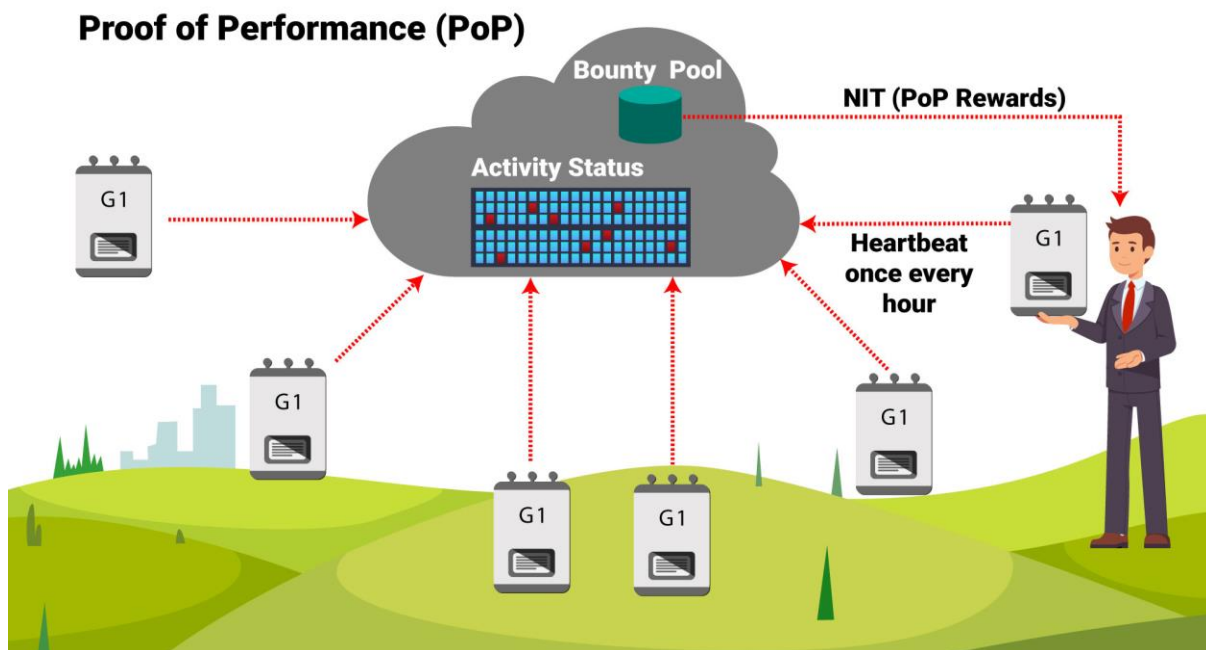 Proof of Performance (PoP)
Bounty Pool
NIT (PoP Rewards)
Activity Status
G1
G1
Heartbeat
once every
hour
G1
G1
G1
G1